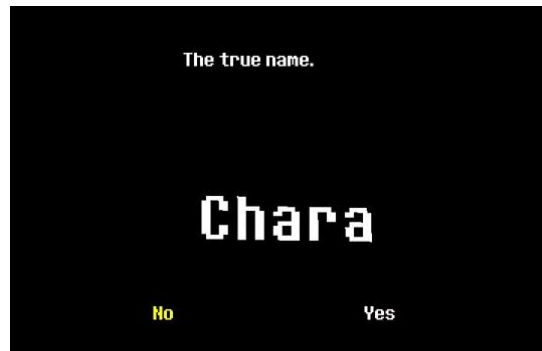 The true name.
Chara
No Yes